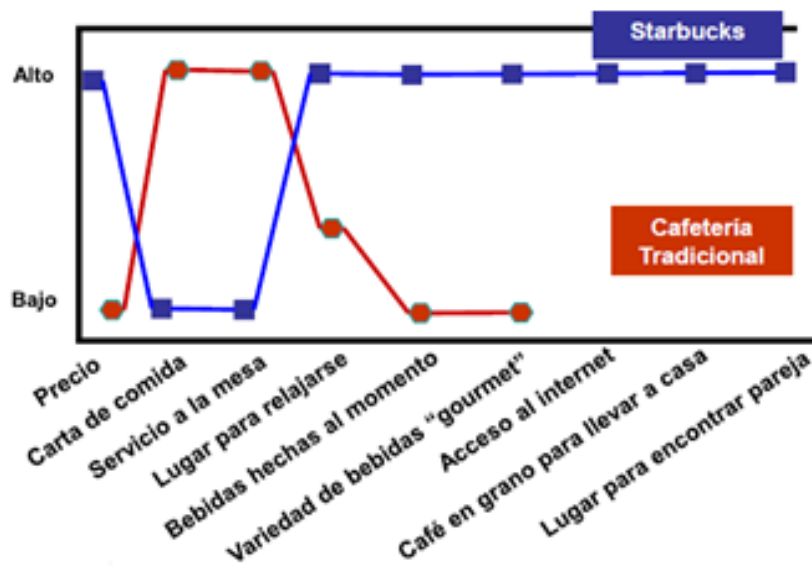 Starbucks
Alto
Cafetería
Tradicional
Bajo
Precio
Carta de comida
Servicio a la mesa
Lugar para relajarse
Bebidas hechas al momento
Variedad de bebidas “gourmet”
Acceso al internet
Café en grano para llevar a casa
Lugar para encontrar pareja